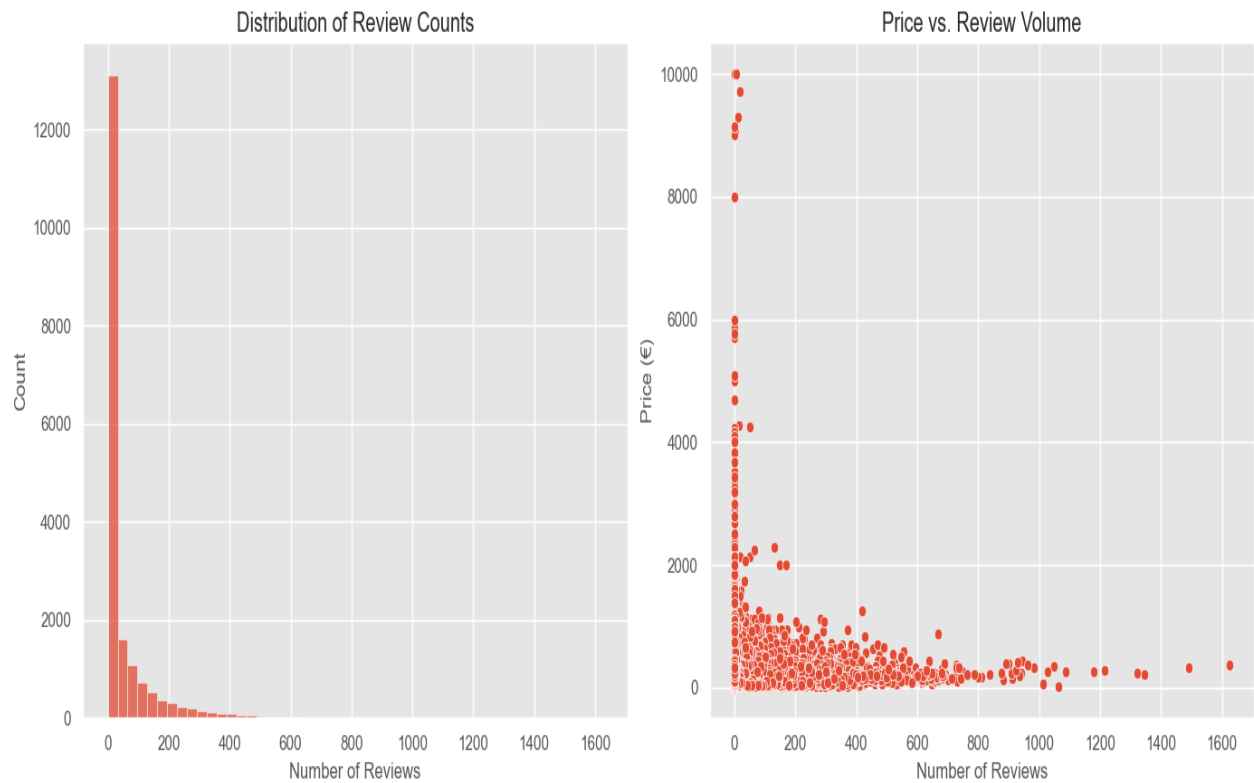 Distribution of Review Counts
12000
10000
8000
6000
4000
2000
0
Count
0 200 400 600 800 1000 1200 1400 1600
Number of Reviews
Price vs. Review Volume
10000
8000
6000
4000
2000
0
Price (€)
0 200 400 600 800 1000 1200 1400 1600
Number of Reviews